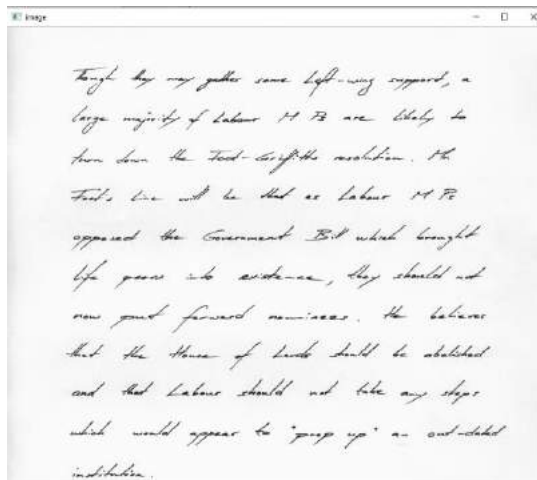 image
Though they may gather some Left-wing support, a
large majority of Labour M Ps are likely to
turn down the Foot-Griffiths resolution. Mr.
Foot's line will be that as Labour M Ps
opposed the Government Bill which brought
life peers into existence, they should not
now put forward nominees. He believes
that the House of Lords should be abolished
and that Labour should not take any steps
which would appear to "prop up" an out-dated
institution.